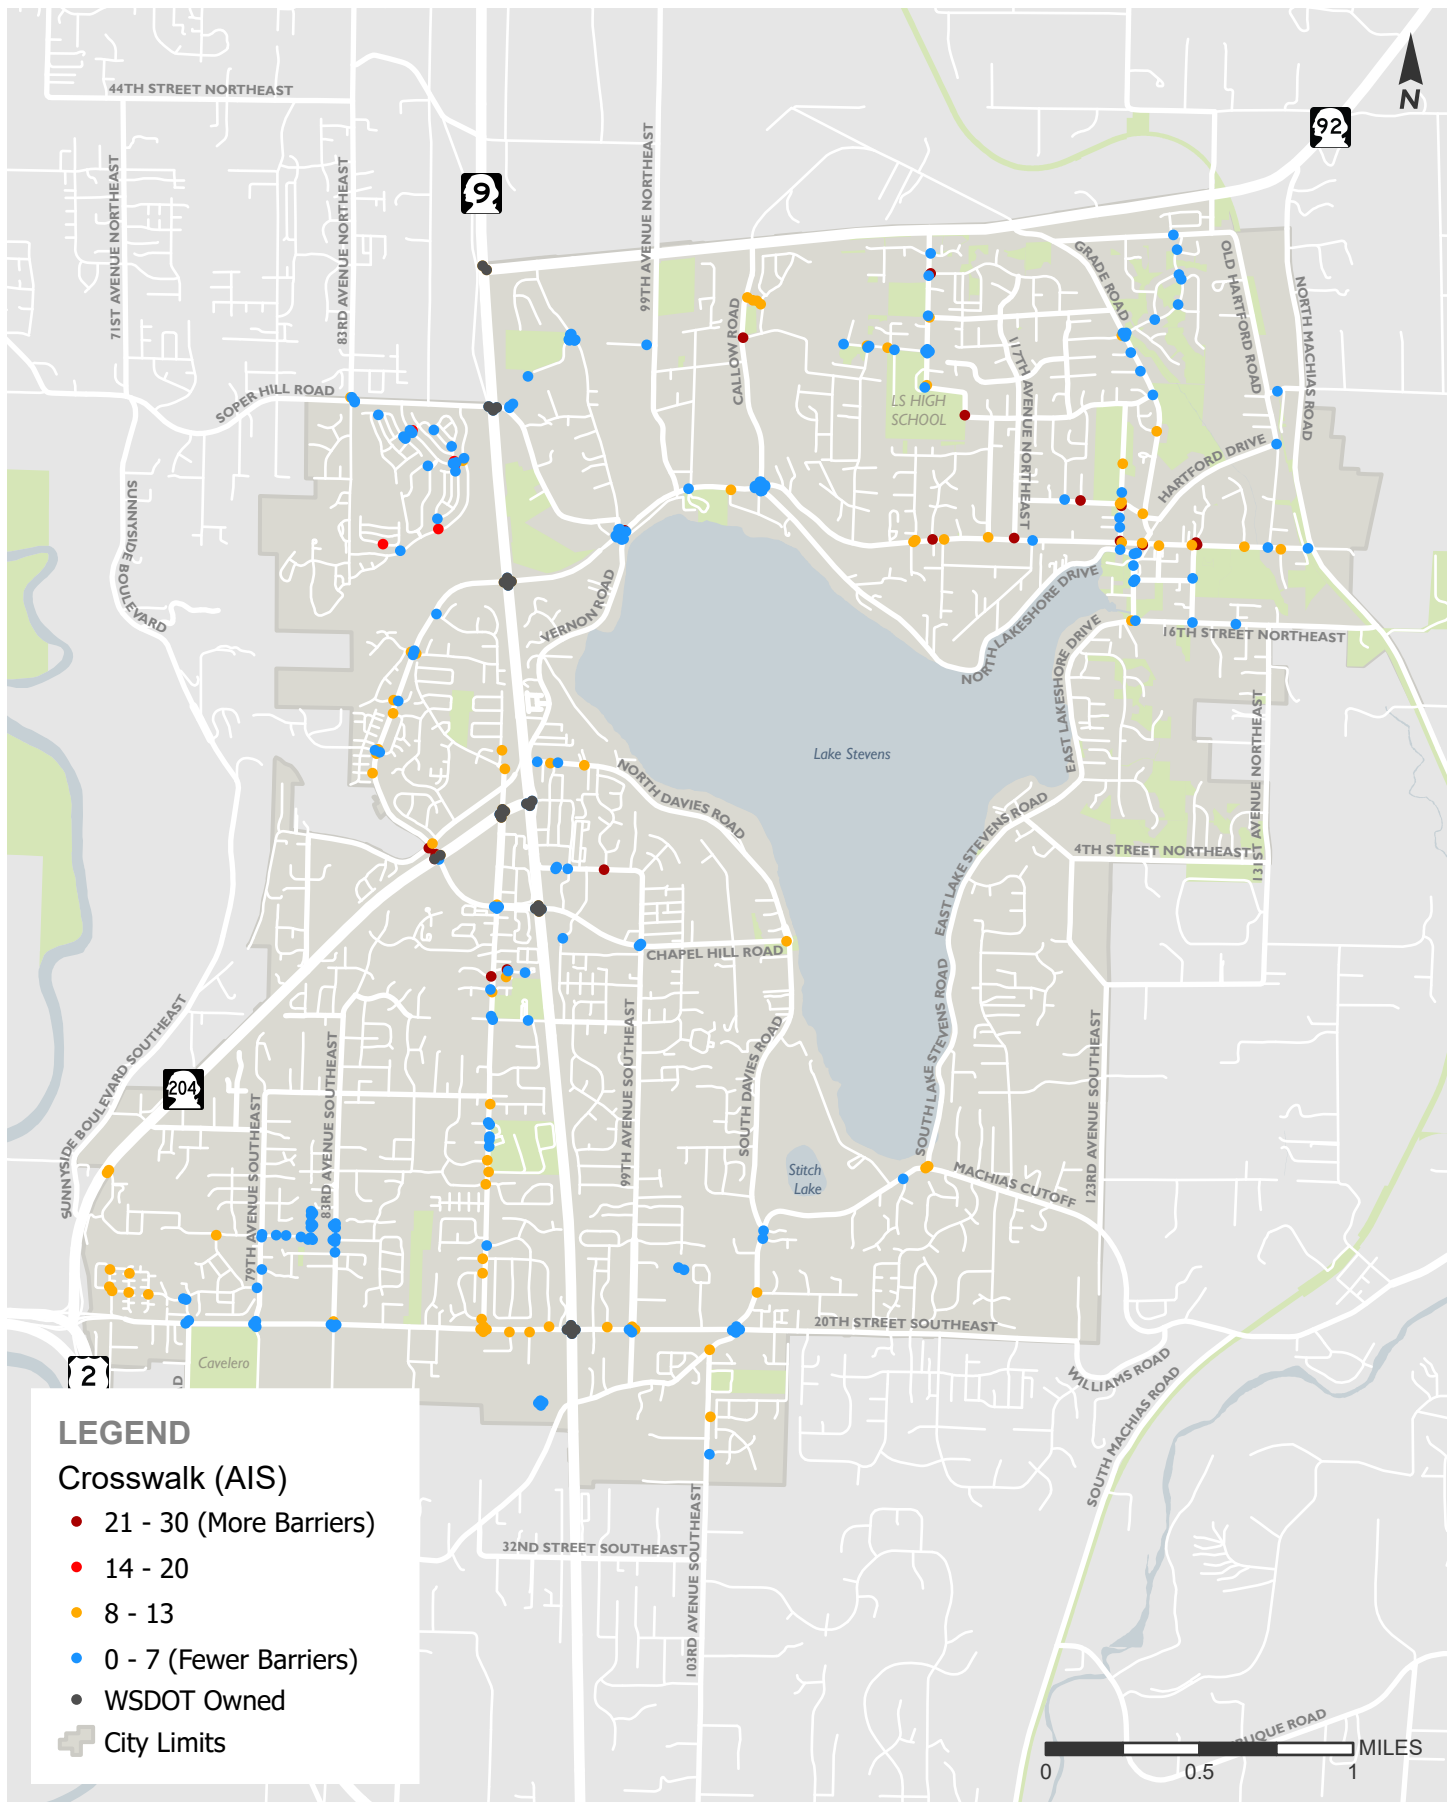 44TH STREET NORTHEAST
92
N
71ST AVENUE NORTHEAST
83RD AVENUE NORTHEAST
9
99TH AVENUE NORTHEAST
GRADE ROAD
OLD HARTFORD ROAD
NORTH MACHIAS ROAD
CALLOW ROAD
117TH AVENUE NORTHEAST
SOPER HILL ROAD
LS HIGH
SCHOOL
HARTFORD DRIVE
SUNNYSIDE BOULEVARD
VERNON ROAD
NORTH LAKESHORE DRIVE
16TH STREET NORTHEAST
EAST LAKESHORE DRIVE
131ST AVENUE NORTHEAST
Lake Stevens
NORTH DAVIES ROAD
EAST LAKE STEVENS ROAD
4TH STREET NORTHEAST
CHAPEL HILL ROAD
SUNNYSIDE BOULEVARD SOUTHEAST
204
83RD AVENUE SOUTHEAST
79TH AVENUE SOUTHEAST
99TH AVENUE SOUTHEAST
SOUTH DAVIES ROAD
SOUTH LAKE STEVENS ROAD
123RD AVENUE SOUTHEAST
Stitch
Lake
MACHIAS CUTOFF
20TH STREET SOUTHEAST
Cavelero
2
AD
WILLIAMS ROAD
SOUTH MACHIAS ROAD
32ND STREET SOUTHEAST
103RD AVENUE SOUTHEAST
LEGEND
Crosswalk (AIS)
21 - 30 (More Barriers)
14 - 20
8 - 13
0 - 7 (Fewer Barriers)
WSDOT Owned
City Limits
BUQUE ROAD
MILES
0
0.5
1